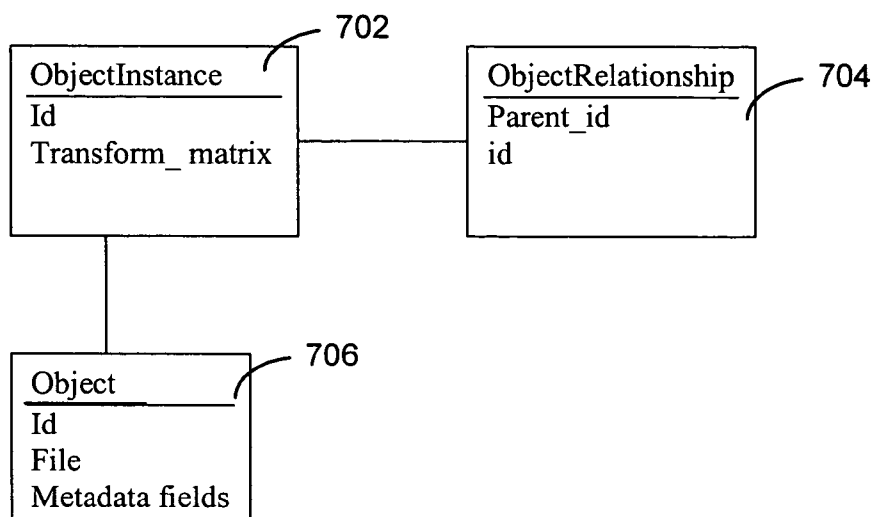 702
ObjectInstance
Id
Transform_ matrix
ObjectRelationship
Parent_id
id
704
706
Object
Id
File
Metadata fields